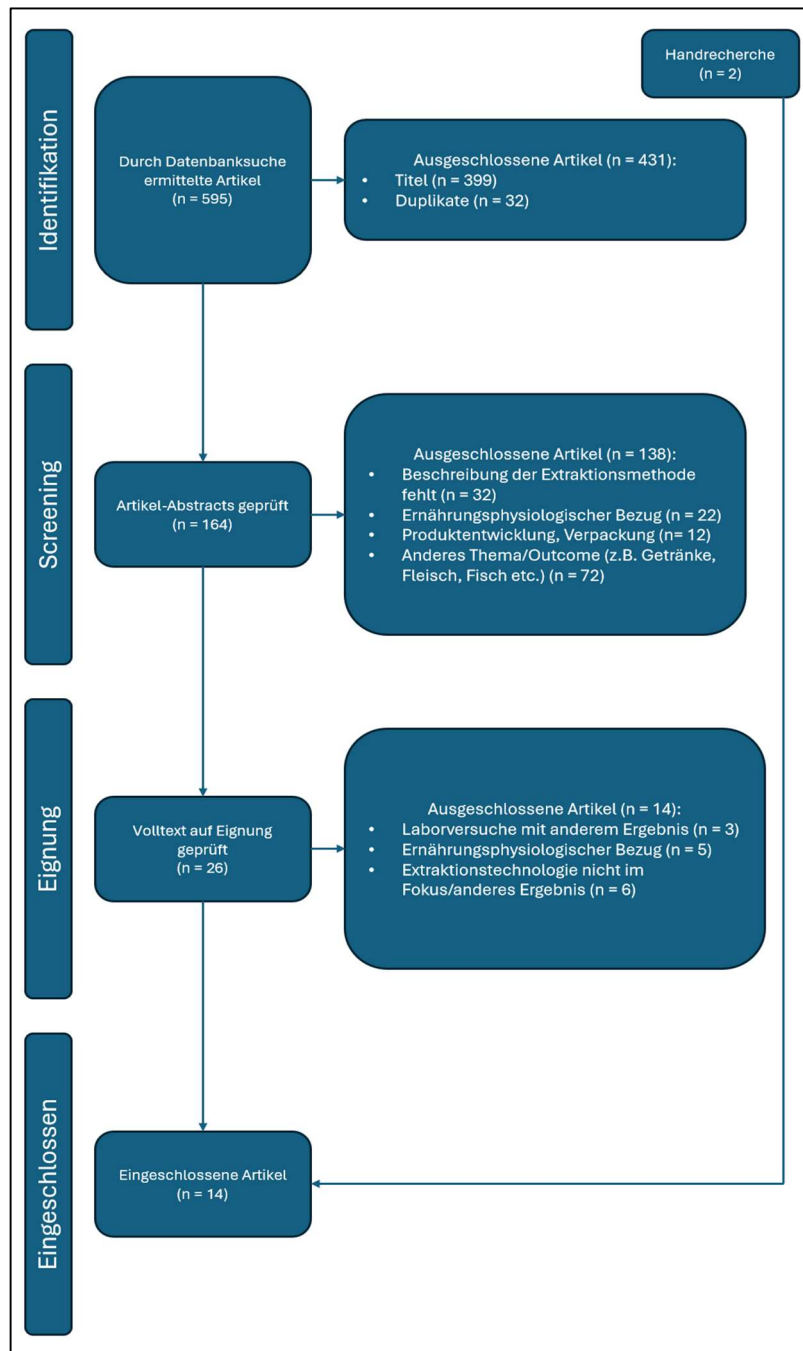 Handrecherche
(n = 2)
Identifikation
Durch Datenbanksuche
ermittelte Artikel
(n = 595)
Ausgeschlossene Artikel (n = 431):
• Titel (n = 399)
• Duplikate (n = 32)
Screening
Artikel-Abstracts geprüft
(n = 164)
Ausgeschlossene Artikel (n = 138):
• Beschreibung der Extraktionsmethode
fehlt (n = 32)
• Ernährungsphysiologischer Bezug (n = 22)
• Produktentwicklung, Verpackung (n= 12)
• Anderes Thema/Outcome (z.B. Getränke,
Fleisch, Fisch etc.) (n = 72)
Eignung
Volltext auf Eignung
geprüft
(n = 26)
Ausgeschlossene Artikel (n = 14):
• Laborversuche mit anderem Ergebnis (n = 3)
• Ernährungsphysiologischer Bezug (n = 5)
• Extraktionstechnologie nicht im
Fokus/anderes Ergebnis (n = 6)
Eingeschlossen
Eingeschlossene Artikel
(n = 14)